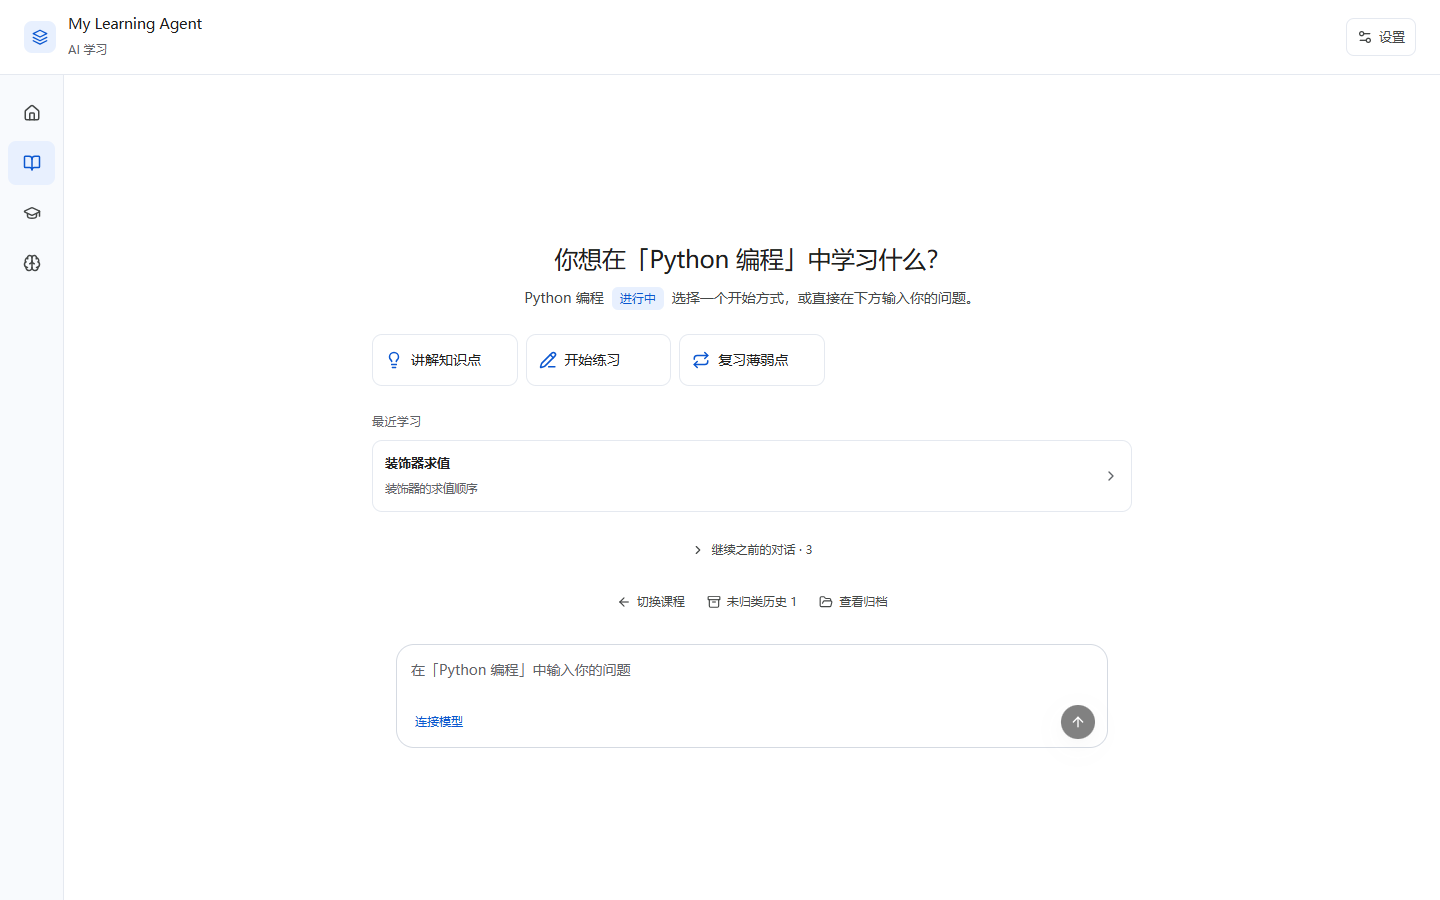 My Learning Agent
AI 学习
设置
你想在「Python 编程」中学习什么？
Python 编程 进行中 选择一个开始方式，或直接在下方输入你的问题。
讲解知识点
开始练习
复习薄弱点
最近学习
装饰器求值
装饰器的求值顺序
继续之前的对话 · 3
切换课程
未归类历史 1
查看归档
在「Python 编程」中输入你的问题
连接模型